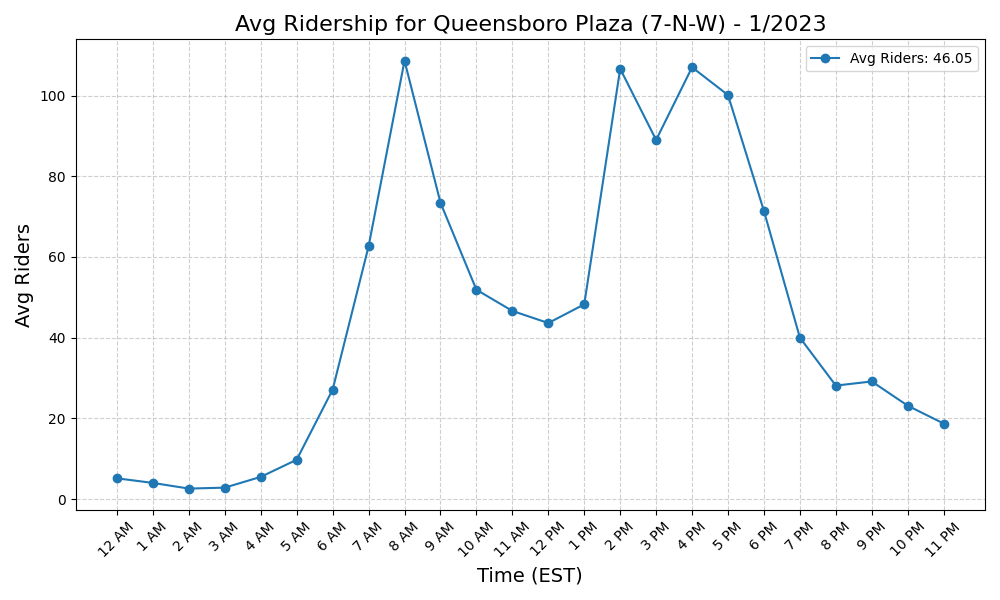 Avg Ridership for Queensboro Plaza (7-N-W) - 1/2023
Avg Riders: 46.05
Avg Riders
100
80
60
40
20
0
12 AM
1 AM
2 AM
3 AM
4 AM
5 AM
6 AM
7 AM
8 AM
9 AM
10 AM
11 AM
12 PM
1 PM
2 PM
3 PM
4 PM
5 PM
6 PM
7 PM
8 PM
9 PM
10 PM
11 PM
Time (EST)